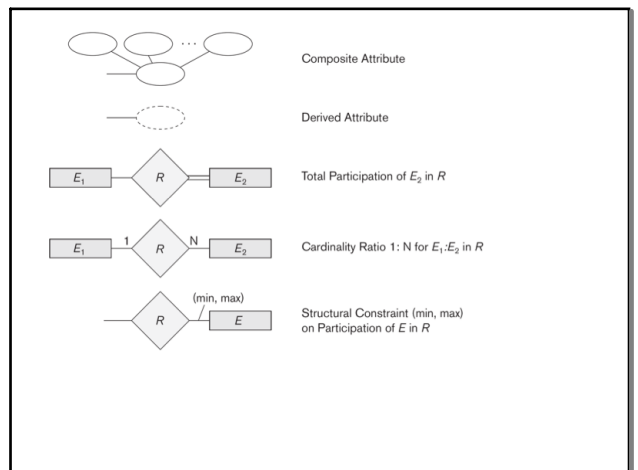 ...
Composite Attribute
Derived Attribute
E₁ R E₂ Total Participation of E₂ in R
E₁ 1 R N E₂ Cardinality Ratio 1: N for E₁:E₂ in R
(min, max)
R E Structural Constraint (min, max)
on Participation of E in R